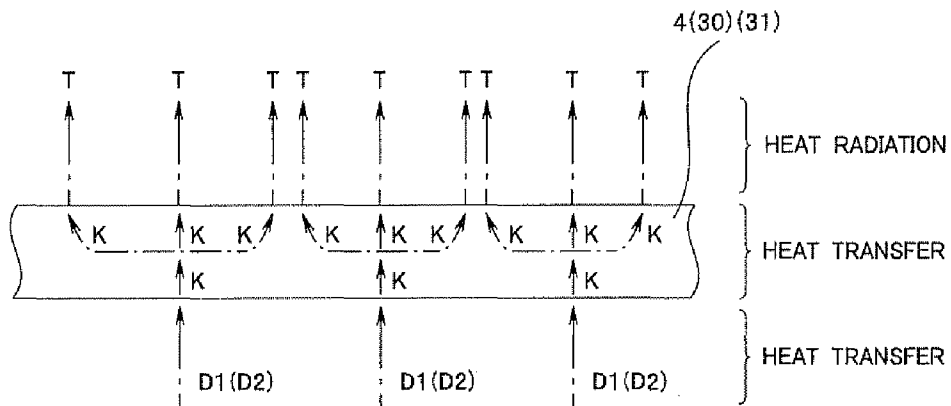 4(30)(31)
T T T T T T T T T
HEAT RADIATION
K K K K K K K K K
HEAT TRANSFER
K K K
HEAT TRANSFER
D1(D2) D1(D2) D1(D2)